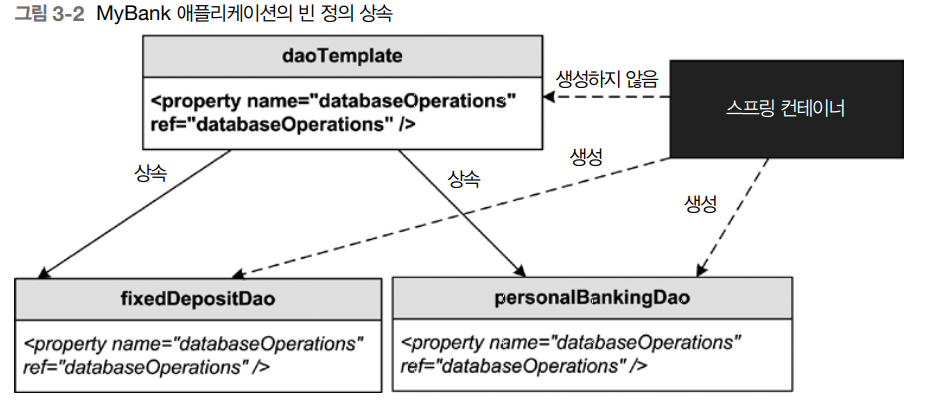 그림 3-2 MyBank 애플리케이션의 빈 정의 상속
daoTemplate
<property name="databaseOperations"
ref="databaseOperations" />
생성하지 않음
스프링 컨테이너
상속
상속
생성
생성
fixedDepositDao
<property name="databaseOperations"
ref="databaseOperations" />
personalBankingDao
<property name="databaseOperations"
ref="databaseOperations" />